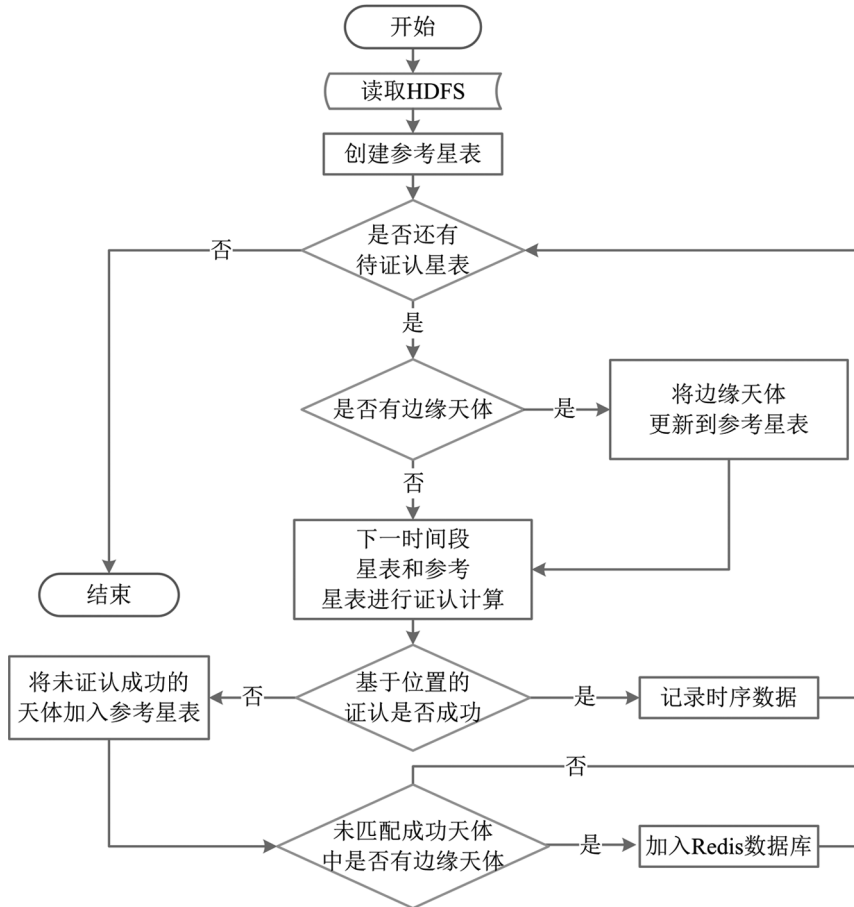 开始
读取HDFS
创建参考星表
是否还有
待证认星表
否
是
是否有边缘天体
是
将边缘天体
更新到参考星表
否
下一时间段
星表和参考
星表进行证认计算
结束
基于位置的
证认是否成功
否
将未证认成功的
天体加入参考星表
是
记录时序数据
否
未匹配成功天体
中是否有边缘天体
是
加入Redis数据库